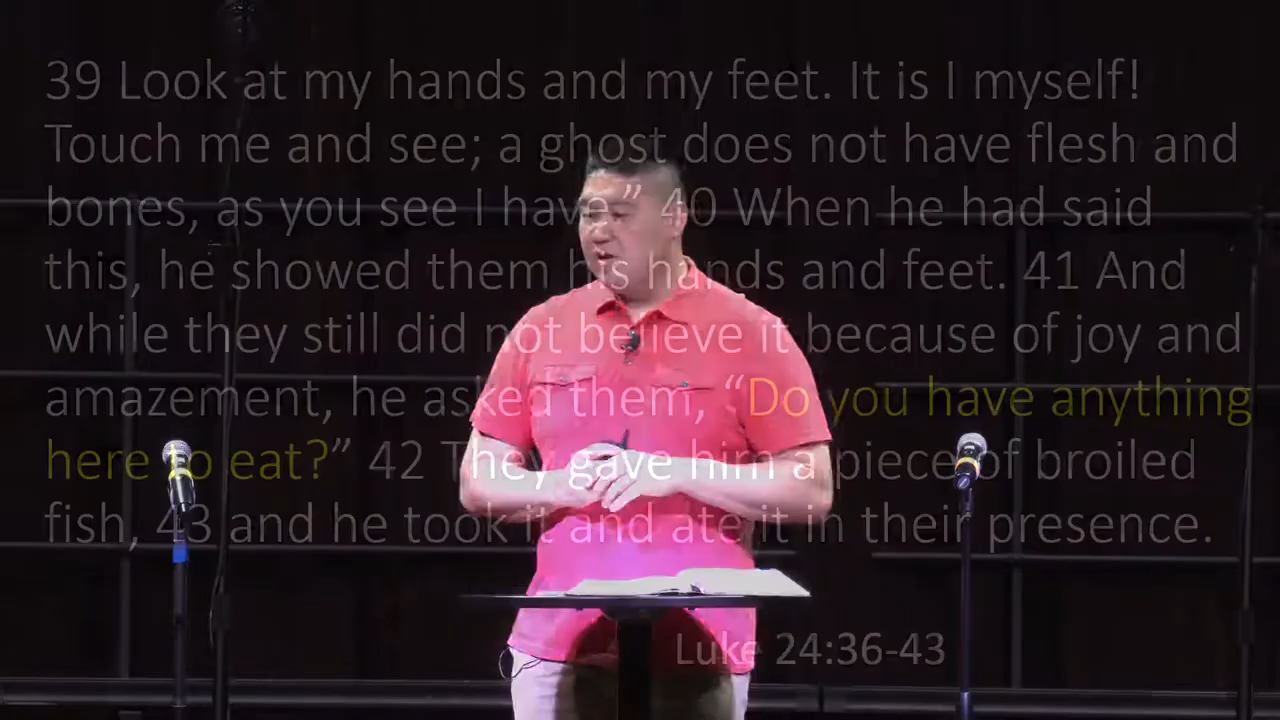 39 Look at my hands and my feet. It is I myself!
Touch me and see; a ghost does not have flesh and
bones, as you see I have.” 40 When he had said
this, he showed them his hands and feet. 41 And
while they still did not believe it because of joy and
amazement, he asked them, “Do you have anything
here to eat?” 42 They gave him a piece of broiled
fish, 43 and he took it and ate it in their presence.
Luke 24:36-43